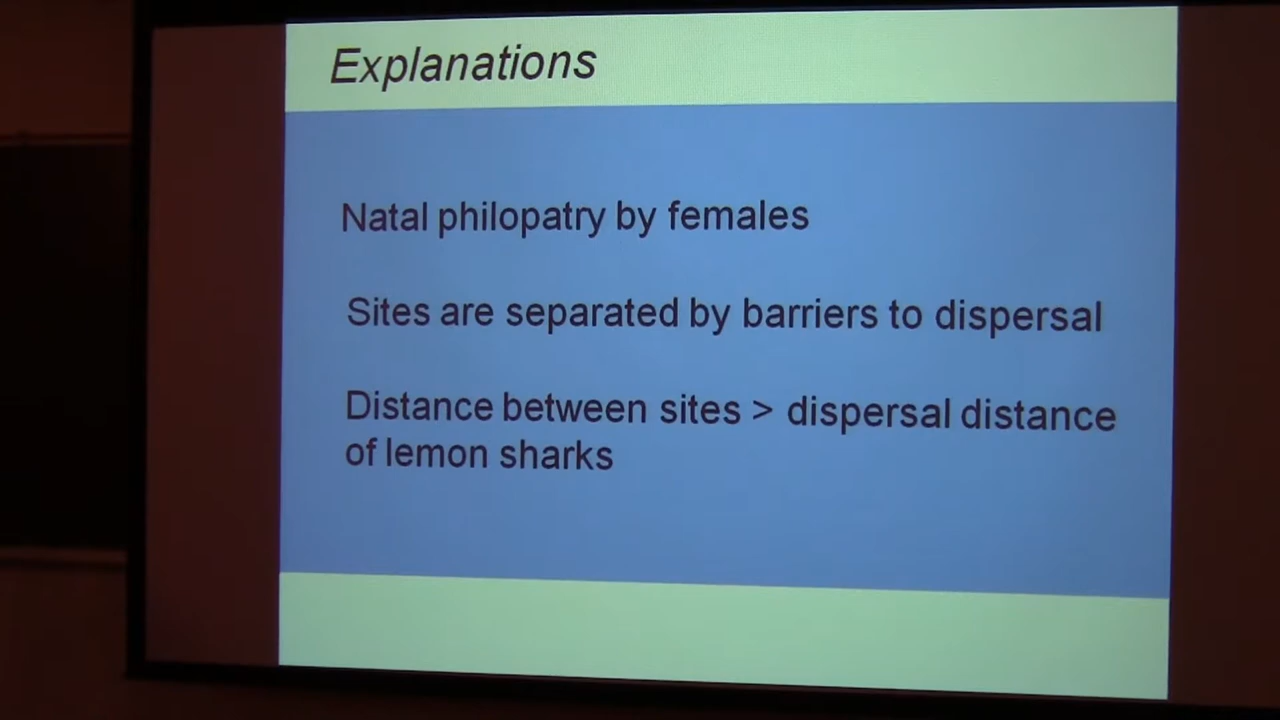 Explanations
Natal philopatry by females
Sites are separated by barriers to dispersal
Distance between sites > dispersal distance
of lemon sharks